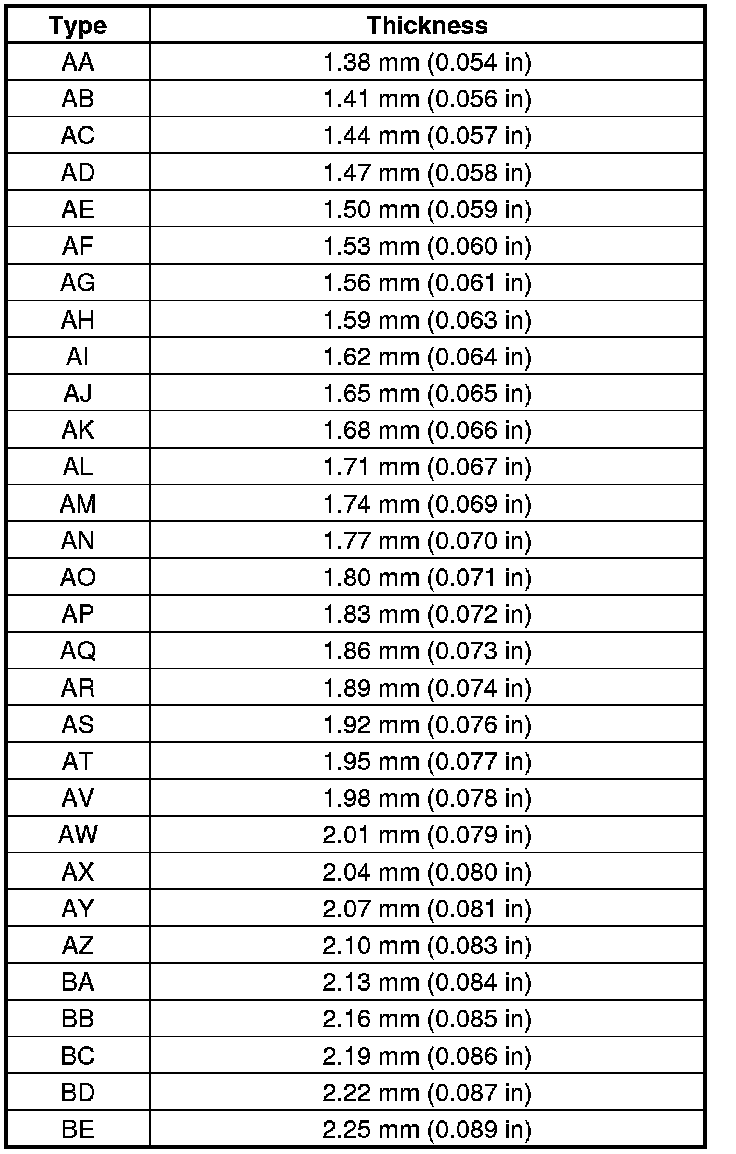 Type Thickness
AA 1.38 mm (0.054 in)
AB 1.41 mm (0.056 in)
AC 1.44 mm (0.057 in)
AD 1.47 mm (0.058 in)
AE 1.50 mm (0.059 in)
AF 1.53 mm (0.060 in)
AG 1.56 mm (0.061 in)
AH 1.59 mm (0.063 in)
AI 1.62 mm (0.064 in)
AJ 1.65 mm (0.065 in)
AK 1.68 mm (0.066 in)
AL 1.71 mm (0.067 in)
AM 1.74 mm (0.069 in)
AN 1.77 mm (0.070 in)
AO 1.80 mm (0.071 in)
AP 1.83 mm (0.072 in)
AQ 1.86 mm (0.073 in)
AR 1.89 mm (0.074 in)
AS 1.92 mm (0.076 in)
AT 1.95 mm (0.077 in)
AV 1.98 mm (0.078 in)
AW 2.01 mm (0.079 in)
AX 2.04 mm (0.080 in)
AY 2.07 mm (0.081 in)
AZ 2.10 mm (0.083 in)
BA 2.13 mm (0.084 in)
BB 2.16 mm (0.085 in)
BC 2.19 mm (0.086 in)
BD 2.22 mm (0.087 in)
BE 2.25 mm (0.089 in)